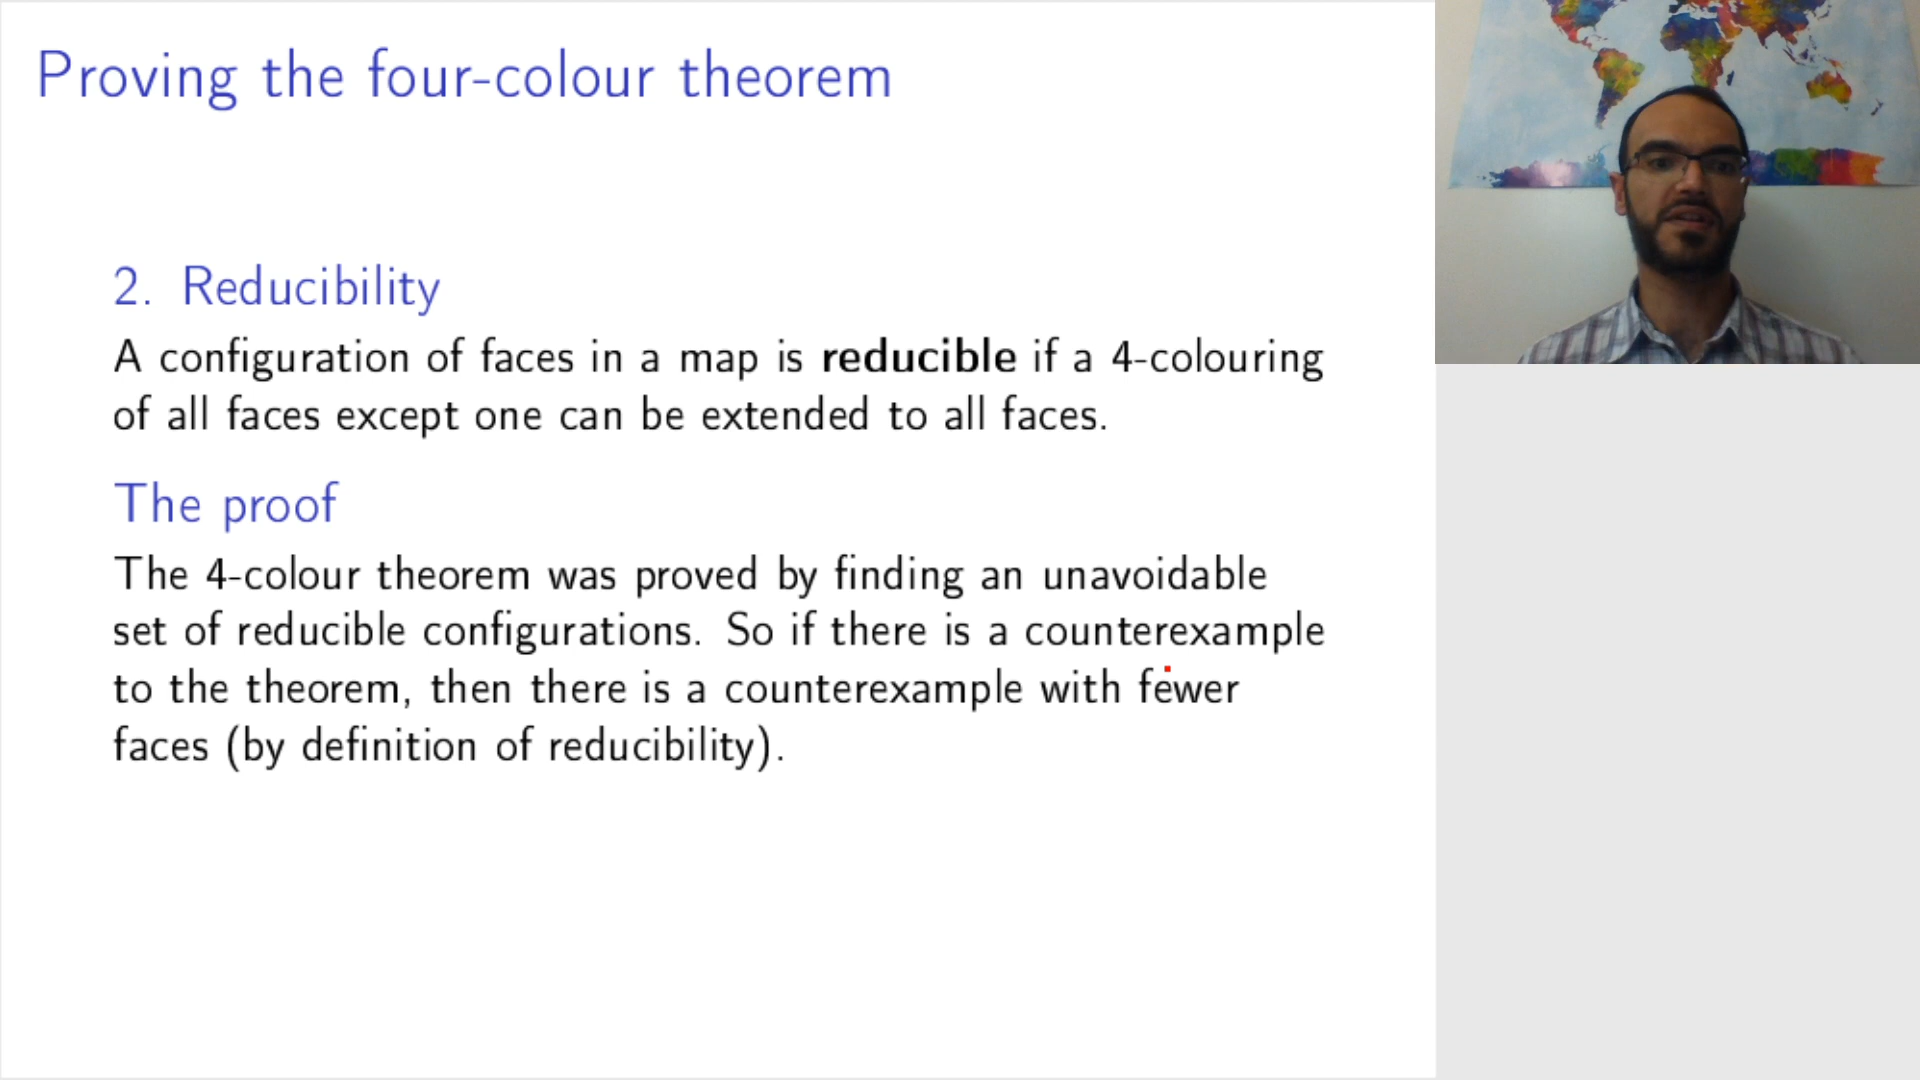 Proving the four-colour theorem
2. Reducibility
A configuration of faces in a map is reducible if a 4-colouring
of all faces except one can be extended to all faces.
The proof
The 4-colour theorem was proved by finding an unavoidable
set of reducible configurations. So if there is a counterexample
to the theorem, then there is a counterexample with fewer
faces (by definition of reducibility).